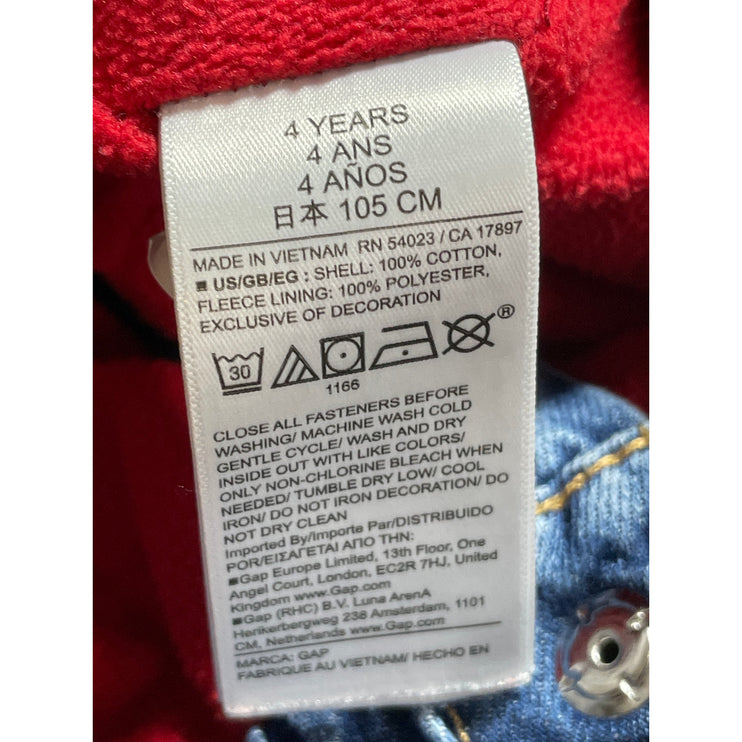 4 YEARS
4 ANS
4 AÑOS
日本 105 CM
MADE IN VIETNAM RN 54023 / CA 17897
■ US/GB/EG : SHELL: 100% COTTON,
FLEECE LINING: 100% POLYESTER,
EXCLUSIVE OF DECORATION
30
®
1166
CLOSE ALL FASTENERS BEFORE
WASHING/ MACHINE WASH COLD
GENTLE CYCLE/ WASH AND DRY
INSIDE OUT WITH LIKE COLORS/
ONLY NON-CHLORINE BLEACH WHEN
NEEDED/ TUMBLE DRY LOW/ COOL
IRON/ DO NOT IRON DECORATION/ DO
NOT DRY CLEAN
Imported By/Importe Par/DISTRIBUIDO
POR/ΕΙΣΑΓΕΤΑΙ ΑΠΟ ΤΗΝ:
■Gap Europe Limited, 13th Floor, One
Angel Court, London, EC2R 7HJ, United
Kingdom www.Gap.com
■Gap (RHC) B.V. Luna ArenA
Herikerbergweg 238 Amsterdam, 1101
CM, Netherlands www.Gap.com
MARCA: GAP
FABRIQUE AU VIETNAM/ HECHO EN